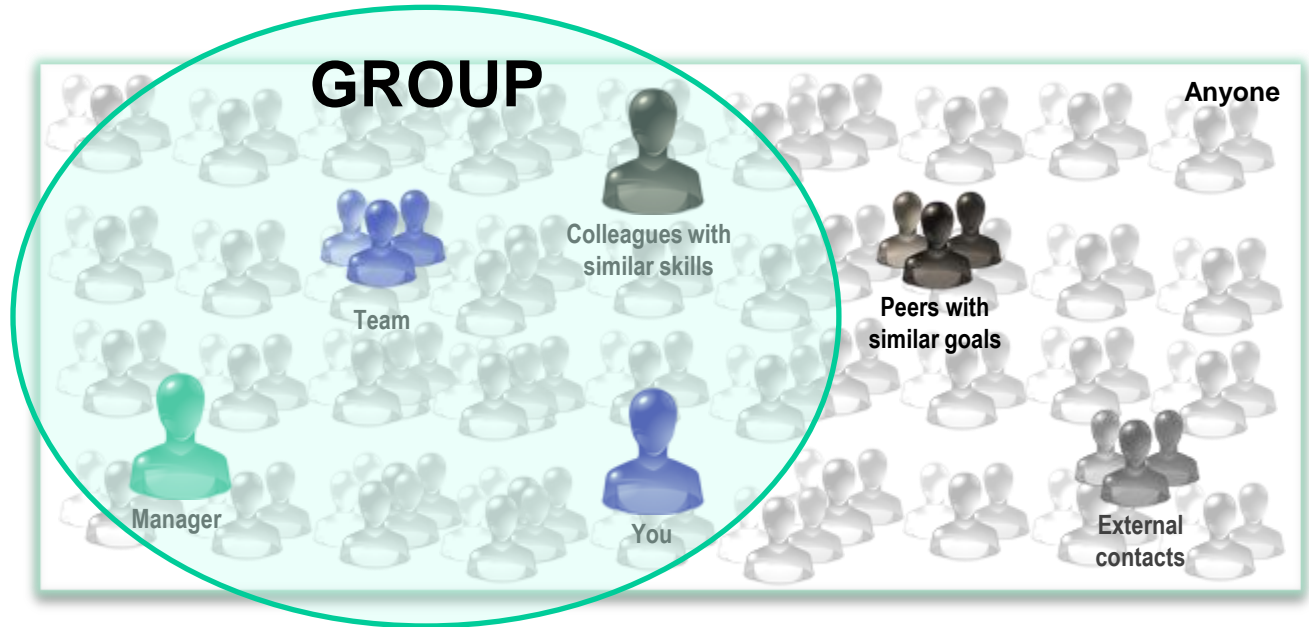 GROUP
Anyone
Colleagues with
similar skills
Team
Peers with
similar goals
Manager
You
External
contacts